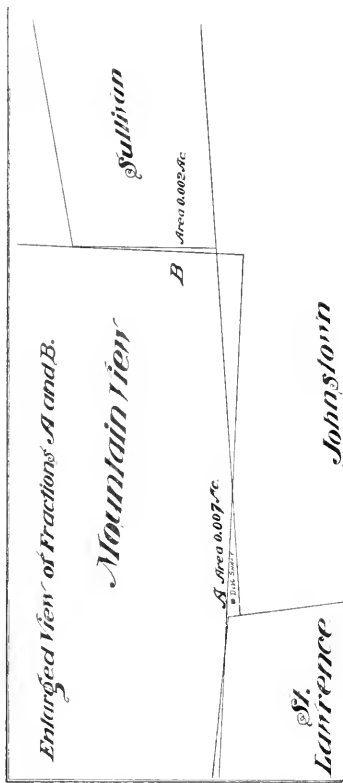 Enlarged View of Fractions A and B.
Mountain View
Sullivan
B
Area 0.002 Ac.
A Area 0.007 Ac.
Johnstown
St.
Lawrence